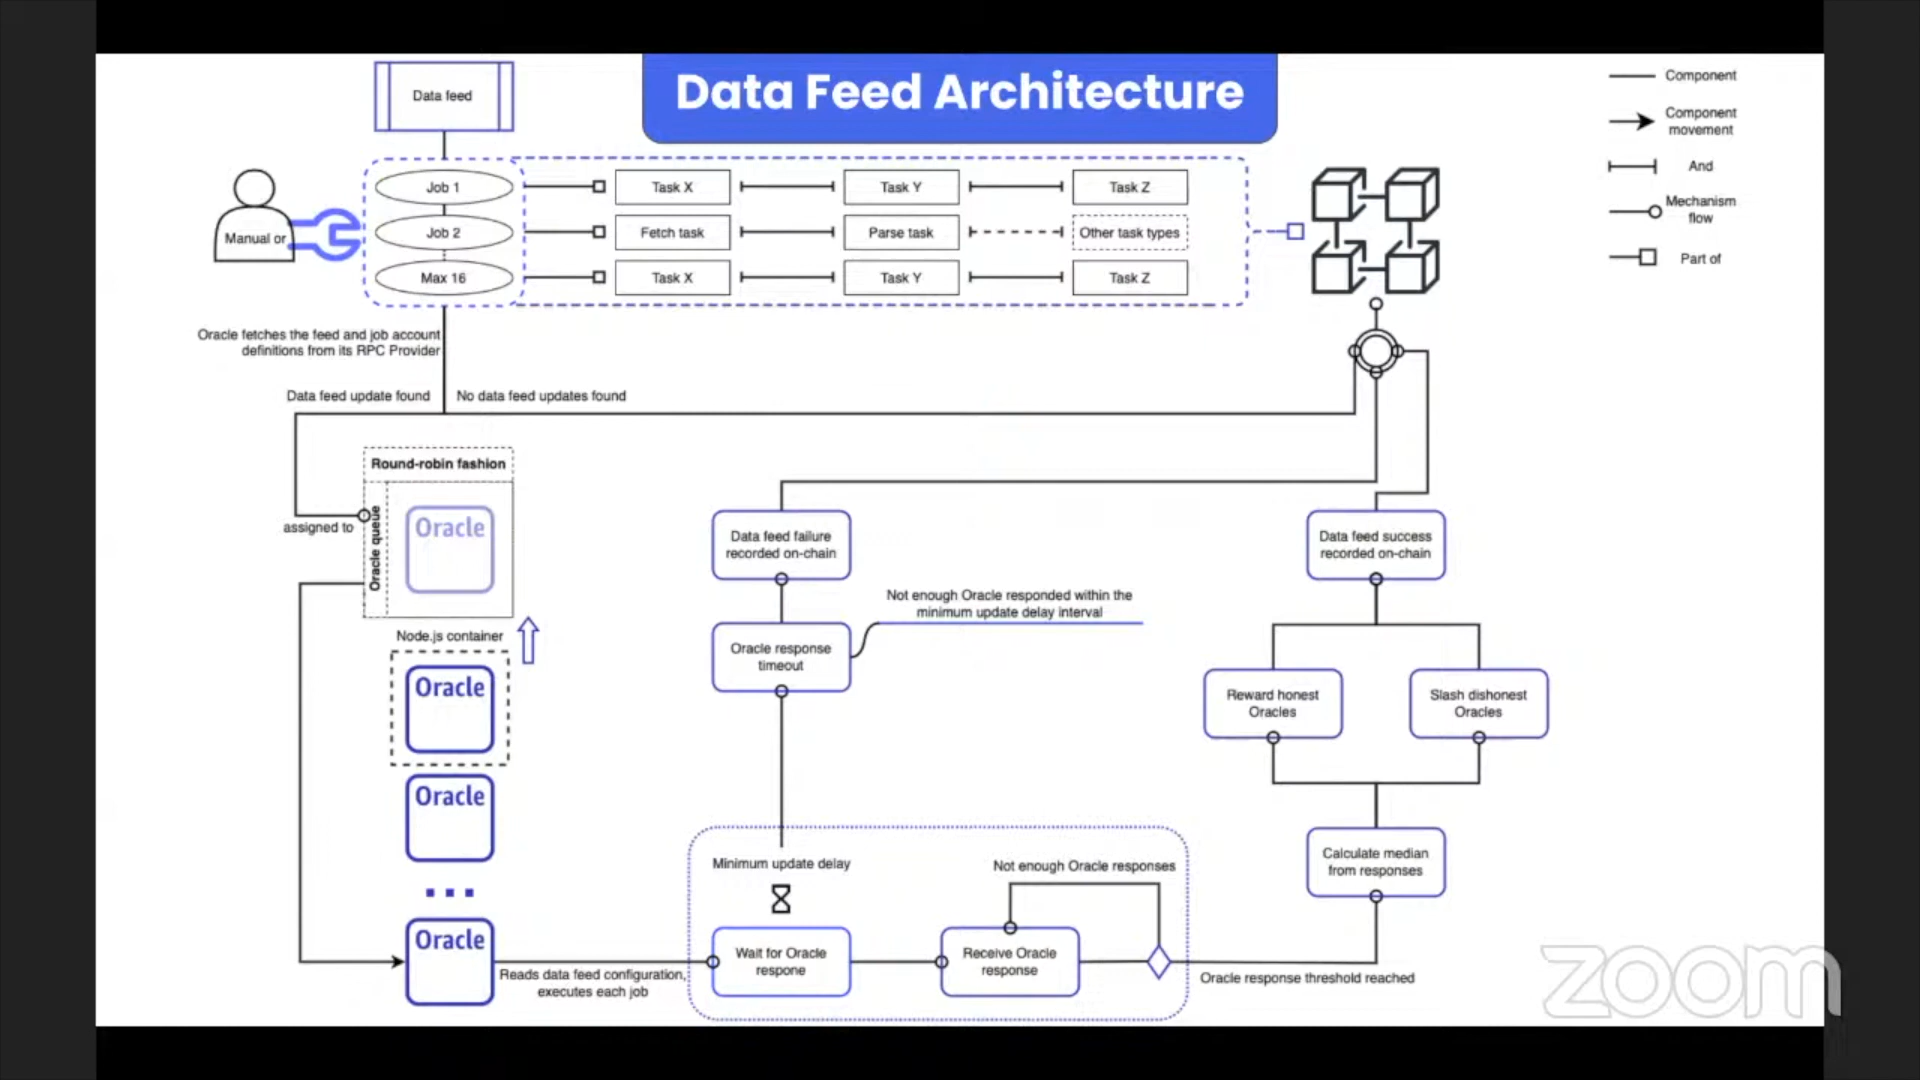 Data Feed Architecture
Data feed
Component
Component
movement
And
Mechanism
flow
Part of
Manual or
Job 1
Task X
Task Y
Task Z
Job 2
Fetch task
Parse task
Other task types
Max 16
Task X
Task Y
Task Z
Oracle fetches the feed and job account
definitions from its RPC Provider
Data feed update found
No data feed updates found
Round-robin fashion
Oracle queue
Oracle
assigned to
Node.js container
Oracle
Oracle
Oracle
Reads data feed configuration,
executes each job
Data feed failure
recorded on-chain
Not enough Oracle responded within the
minimum update delay interval
Oracle response
timeout
Minimum update delay
Wait for Oracle
respone
Not enough Oracle responses
Receive Oracle
response
Oracle response threshold reached
Data feed success
recorded on-chain
Reward honest
Oracles
Slash dishonest
Oracles
Calculate median
from responses
zoom